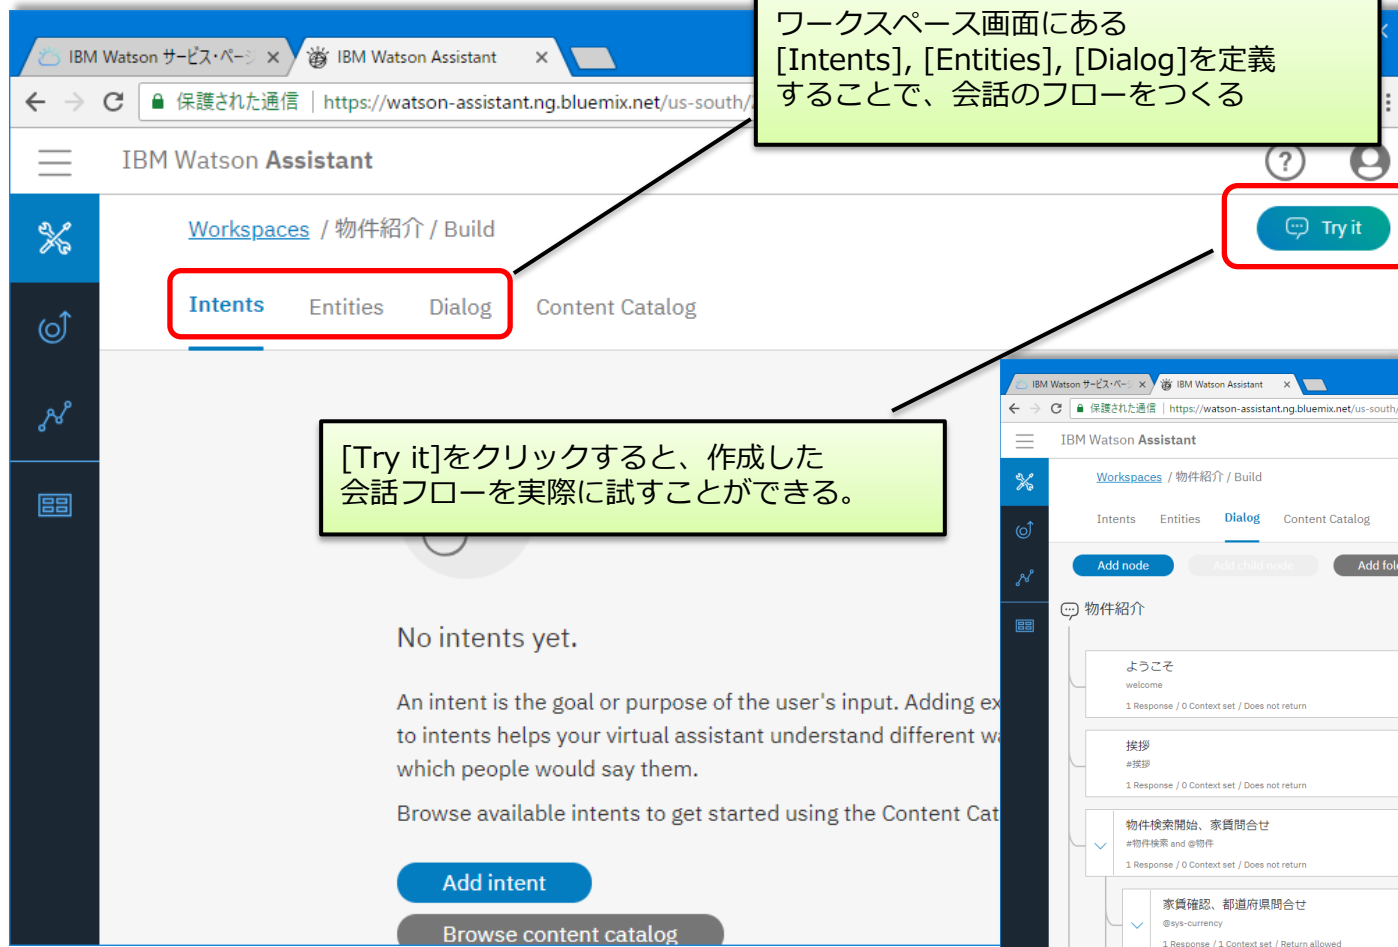 ワークスペース画面にある
[Intents], [Entities], [Dialog]を定義
することで、会話のフローをつくる
IBM Watson サービス・ページ
IBM Watson Assistant
保護された通信 | https://watson-assistant.ng.bluemix.net/us-south/
IBM Watson Assistant
Workspaces / 物件紹介 / Build
Try it
Intents Entities Dialog Content Catalog
[Try it]をクリックすると、作成した
会話フローを実際に試すことができる。
No intents yet.
An intent is the goal or purpose of the user's input. Adding ex
to intents helps your virtual assistant understand different wa
which people would say them.
Browse available intents to get started using the Content Cat
Add intent
Browse content catalog
IBM Watson サービス・ページ
IBM Watson Assistant
保護された通信 | https://watson-assistant.ng.bluemix.net/us-south/
IBM Watson Assistant
Workspaces / 物件紹介 / Build
Intents Entities Dialog Content Catalog
Add node Add child node Add fol
物件紹介
ようこそ
welcome
1 Response / 0 Context set / Does not return
挨拶
#挨拶
1 Response / 0 Context set / Does not return
物件検索開始、家賃問合せ
#物件検索 and @物件
1 Response / 0 Context set / Does not return
家賃確認、都道府県問合せ
@sys-currency
1 Response / 1 Context set / Return allowed